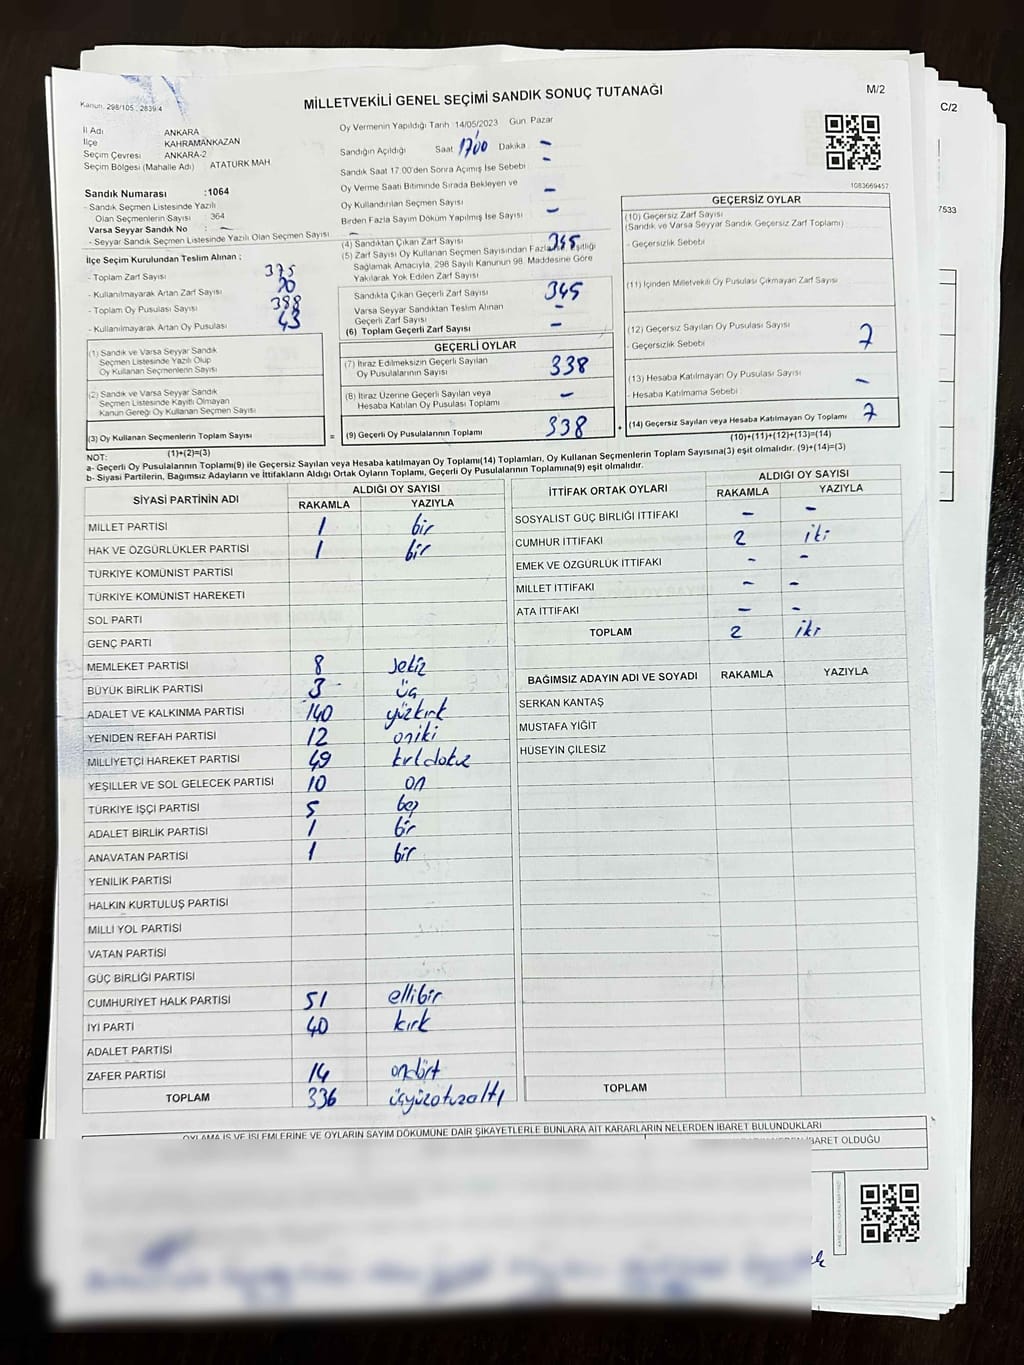 MİLLETVEKİLİ GENEL SEÇİMİ SANDIK SONUÇ TUTANAĞI
M/2
C/2
Kanun: 298/105 ; 2839/4
İl Adı ANKARA
İlçe KAHRAMANKAZAN
Seçim Çevresi ANKARA-2
Seçim Bölgesi (Mahalle Adı) ATATÜRK MAH
Sandık Numarası :1064
- Sandık Seçmen Listesinde Yazılı
Olan Seçmenlerin Sayısı : 364
Varsa Seyyar Sandık No : -
- Seyyar Sandık Seçmen Listesinde Yazılı Olan Seçmen Sayısı: -
İlçe Seçim Kurulundan Teslim Alınan :
- Toplam Zarf Sayısı 375
- Kullanılmayarak Artan Zarf Sayısı
- Toplam Oy Pusulası Sayısı 388
- Kullanılmayarak Artan Oy Pusulası 43
Oy Vermenin Yapıldığı Tarih 14/05/2023 Gün Pazar
Sandığın Açıldığı Saat 17:00 Dakika -
Sandık Saat 17:00'den Sonra Açımış İse Sebebi -
Oy Verme Saati Bitiminde Sırada Bekleyen ve
Oy Kullandırılan Seçmen Sayısı -
Birden Fazla Sayım Döküm Yapılmış İse Sayısı -
(4) Sandıktan Çıkan Zarf Sayısı 345
(5) Zarf Sayısı Oy Kullanan Seçmen Sayısından Fazla Eşitliği
Sağlamak Amacıyla, 298 Sayılı Kanunun 98. Maddesine Göre
Yakılarak Yok Edilen Zarf Sayısı
Sandıkta Çıkan Geçerli Zarf Sayısı 345
Varsa Seyyar Sandıktan Teslim Alınan
Geçerli Zarf Sayısı -
(6) Toplam Geçerli Zarf Sayısı -
1083669457
7533
GEÇERSİZ OYLAR
(10) Geçersiz Zarf Sayısı
(Sandık ve Varsa Seyyar Sandık Geçersiz Zarf Toplamı)
- Geçersizlik Sebebi
(11) İçinden Milletvekili Oy Pusulası Çıkmayan Zarf Sayısı
(12) Geçersiz Sayılan Oy Pusulası Sayısı
- Geçersizlik Sebebi 7
(13) Hesaba Katılmayan Oy Pusulası Sayısı
- Hesaba Katılmama Sebebi -
(14) Geçersiz Sayılan veya Hesaba Katılmayan Oy Toplamı 7
(10)+(11)+(12)+(13)=(14)
(1) Sandık ve Varsa Seyyar Sandık
Seçmen Listesinde Yazılı Olup
Oy Kullanan Seçmenlerin Sayısı
(2) Sandık ve Varsa Seyyar Sandık
Seçmen Listesinde Kayıtlı Olmayan
Kanun Gereği Oy Kullanan Seçmen Sayısı
(3) Oy Kullanan Seçmenlerin Toplam Sayısı =
(1)+(2)=(3)
GEÇERLİ OYLAR
(7) İtiraz Edilmeksizin Geçerli Sayılan
Oy Pusulalarının Sayısı 338
(8) İtiraz Üzerine Geçerli Sayılan veya
Hesaba Katılan Oy Pusulası Toplamı -
(9) Geçerli Oy Pusulalarının Toplamı 338 +
NOT:
a- Geçerli Oy Pusulalarının Toplamı(9) ile Geçersiz Sayılan veya Hesaba katılmayan Oy Toplamı(14) Toplamları, Oy Kullanan Seçmenlerin Toplam Sayısına(3) eşit olmalıdır. (9)+(14)=(3)
b- Siyasi Partilerin, Bağımsız Adayların ve İttifakların Aldığı Ortak Oyların Toplamı, Geçerli Oy Pusulalarının Toplamına(9) eşit olmalıdır.
SİYASİ PARTİNİN ADI ALDIĞI OY SAYISI
RAKAMLA YAZIYLA
MİLLET PARTİSİ 1 bir
HAK VE ÖZGÜRLÜKLER PARTİSİ 1 bir
TÜRKİYE KOMÜNİST PARTİSİ
TÜRKİYE KOMÜNİST HAREKETİ
SOL PARTİ
GENÇ PARTİ
MEMLEKET PARTİSİ 8 sekiz
BÜYÜK BİRLİK PARTİSİ 3 üç
ADALET VE KALKINMA PARTİSİ 140 yüzkırk
YENİDEN REFAH PARTİSİ 12 oniki
MİLLİYETÇİ HAREKET PARTİSİ 49 kırkdokuz
YEŞİLLER VE SOL GELECEK PARTİSİ 10 on
TÜRKİYE İŞÇİ PARTİSİ 5 beş
ADALET BİRLİK PARTİSİ 1 bir
ANAVATAN PARTİSİ 1 bir
YENİLİK PARTİSİ
HALKIN KURTULUŞ PARTİSİ
MİLLİ YOL PARTİSİ
VATAN PARTİSİ
GÜÇ BİRLİĞİ PARTİSİ
CUMHURİYET HALK PARTİSİ 51 ellibir
İYİ PARTİ 40 kırk
ADALET PARTİSİ
ZAFER PARTİSİ 14 ondört
TOPLAM 336 üçyüzotuzaltı
İTTİFAK ORTAK OYLARI ALDIĞI OY SAYISI
RAKAMLA YAZIYLA
SOSYALİST GÜÇ BİRLİĞİ İTTİFAKI - -
CUMHUR İTTİFAKI 2 iki
EMEK VE ÖZGÜRLÜK İTTİFAKI - -
MİLLET İTTİFAKI - -
ATA İTTİFAKI - -
TOPLAM 2 iki
BAĞIMSIZ ADAYIN ADI VE SOYADI RAKAMLA YAZIYLA
SERKAN KANTAŞ
MUSTAFA YİĞİT
HÜSEYİN ÇİLESİZ
TOPLAM
OYLAMA İŞ VE İŞLEMLERİNE VE OYLARIN SAYIM DÖKÜMÜNE DAİR ŞİKAYETLERLE BUNLARA AİT KARARLARIN NELERDEN İBARET BULUNDUKLARI
İBARET OLDUĞU